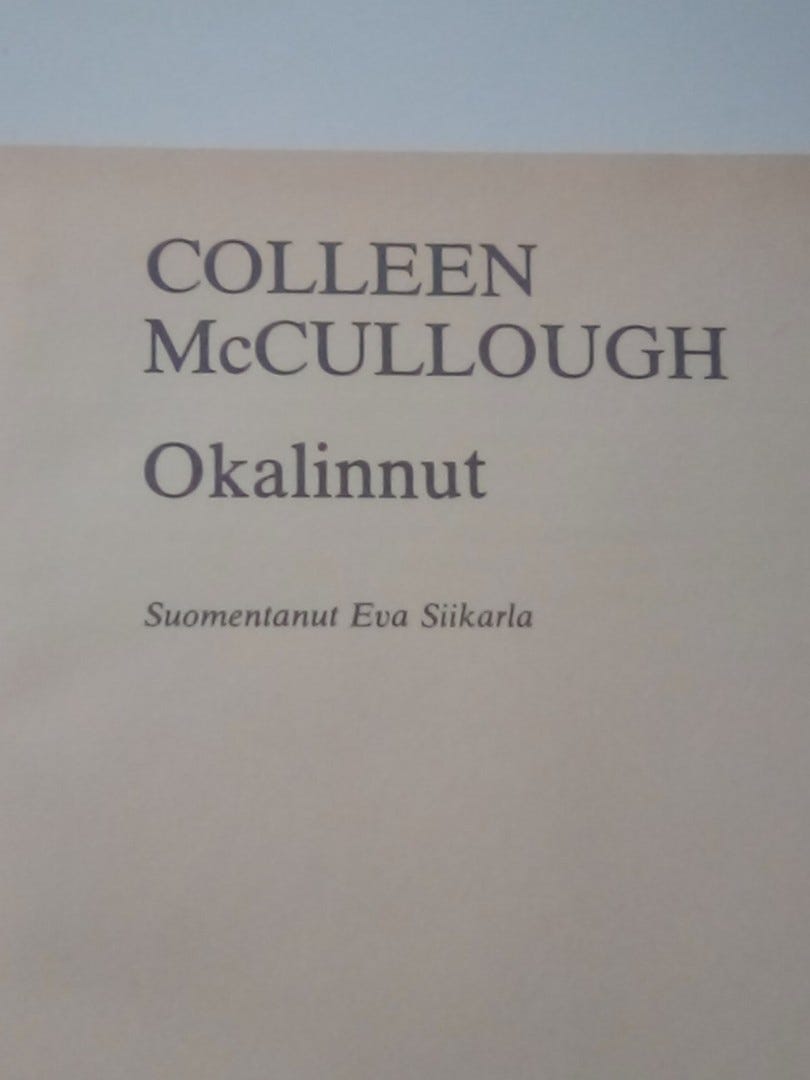 COLLEEN
McCULLOUGH
Okalinnut
Suomentanut Eva Siikarla